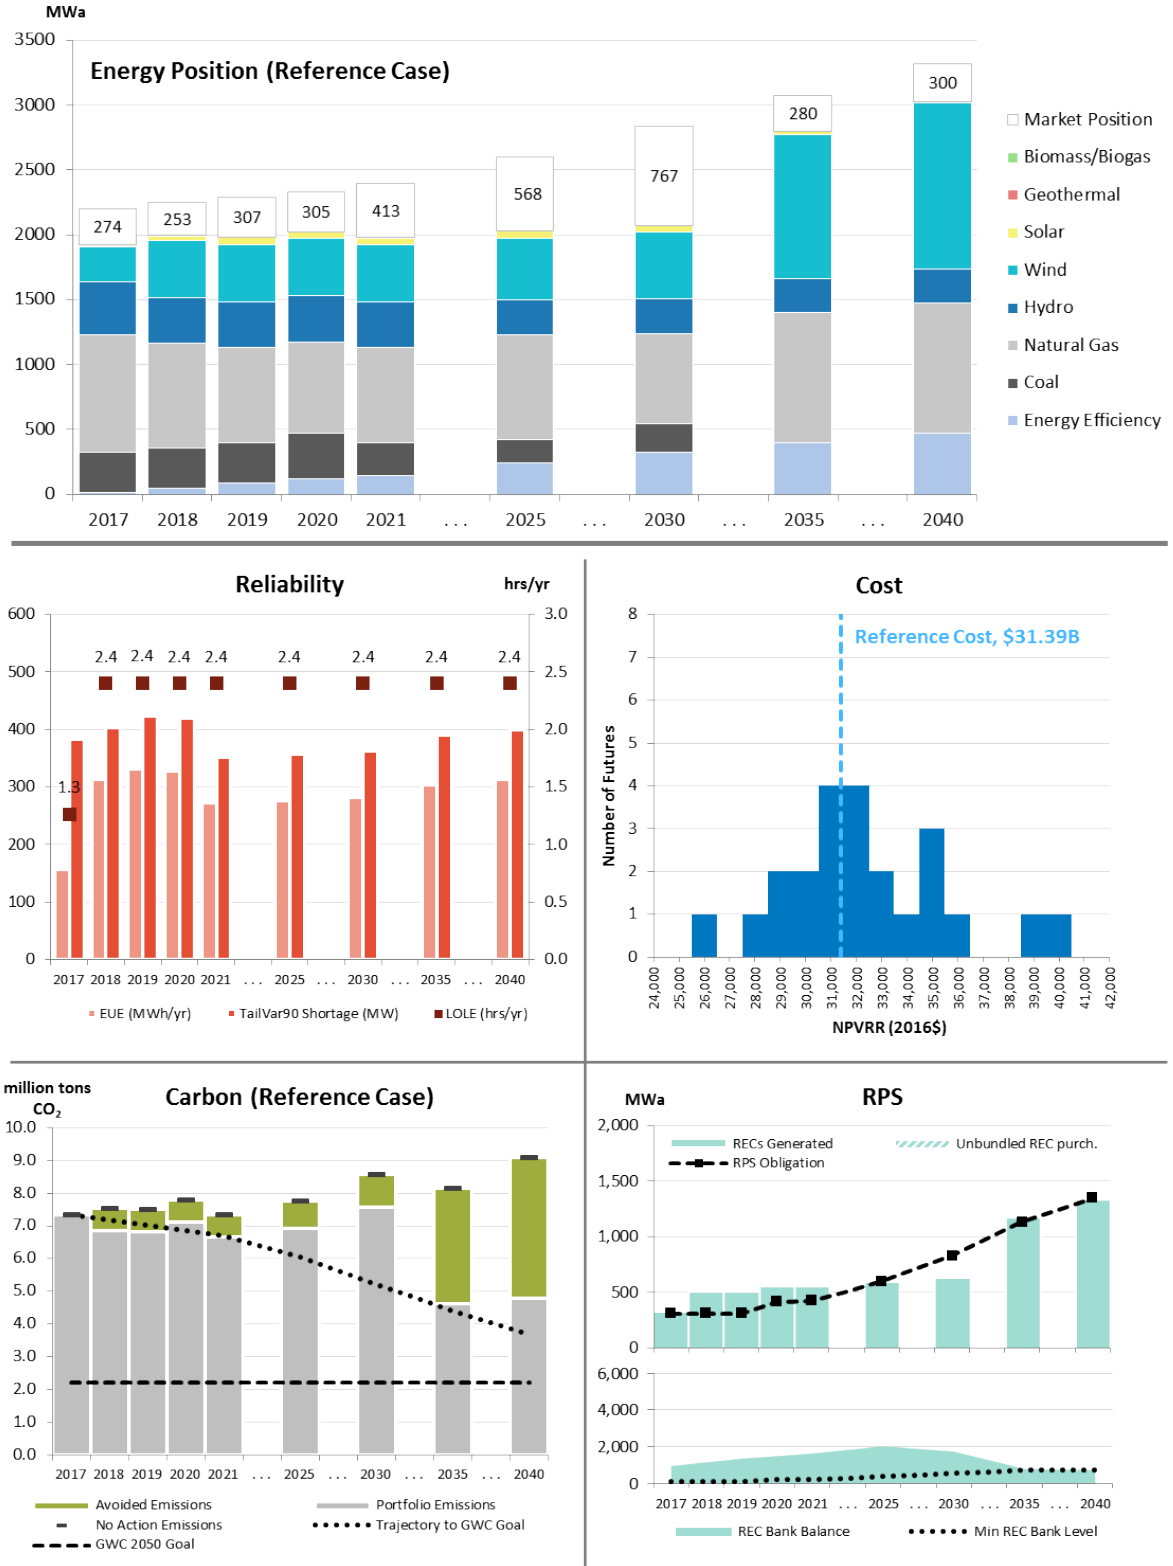 MWa
Energy Position (Reference Case)
3500
3000
2500
2000
1500
1000
500
0
274
253
307
305
413
568
767
280
300
2017 2018 2019 2020 2021 ... 2025 ... 2030 ... 2035 ... 2040
Market Position
Biomass/Biogas
Geothermal
Solar
Wind
Hydro
Natural Gas
Coal
Energy Efficiency
Reliability
hrs/yr
600
500
400
300
200
100
0
3.0
2.5
2.0
1.5
1.0
0.5
0.0
1.3
2.4 2.4 2.4 2.4 2.4 2.4 2.4 2.4
2017 2018 2019 2020 2021 ... 2025 ... 2030 ... 2035 ... 2040
EUE (MWh/yr) TailVar90 Shortage (MW) LOLE (hrs/yr)
Cost
Reference Cost, $31.39B
Number of Futures
8
7
6
5
4
3
2
1
0
24,000
25,000
26,000
27,000
28,000
29,000
30,000
31,000
32,000
33,000
34,000
35,000
36,000
37,000
38,000
39,000
40,000
41,000
42,000
NPVRR (2016$)
million tons
CO2
Carbon (Reference Case)
10.0
9.0
8.0
7.0
6.0
5.0
4.0
3.0
2.0
1.0
0.0
2017 2018 2019 2020 2021 ... 2025 ... 2030 ... 2035 ... 2040
Avoided Emissions Portfolio Emissions
No Action Emissions Trajectory to GWC Goal
GWC 2050 Goal
MWa
RPS
2,000
1,500
1,000
500
0
RECs Generated Unbundled REC purch.
RPS Obligation
6,000
4,000
2,000
0
2017 2018 2019 2020 2021 ... 2025 ... 2030 ... 2035 ... 2040
REC Bank Balance Min REC Bank Level